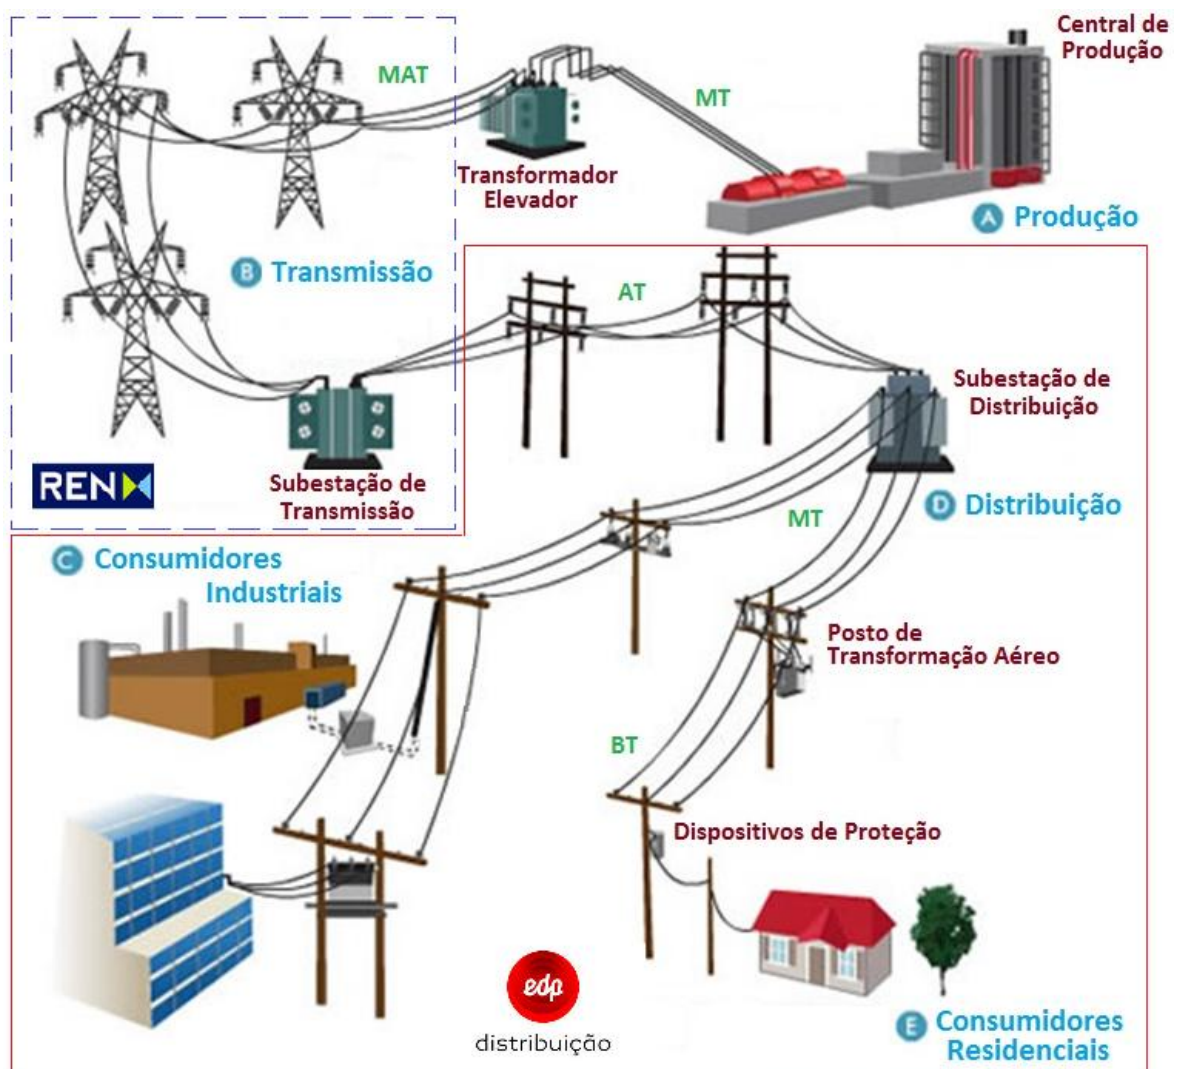 Central de
Produção
MAT
MT
Transformador
Elevador
A Produção
B Transmissão
AT
Subestação de
Distribuição
REN
Subestação de
Transmissão
D Distribuição
MT
C Consumidores
Industriais
Posto de
Transformação Aéreo
BT
Dispositivos de Proteção
edp
distribuição
E Consumidores
Residenciais